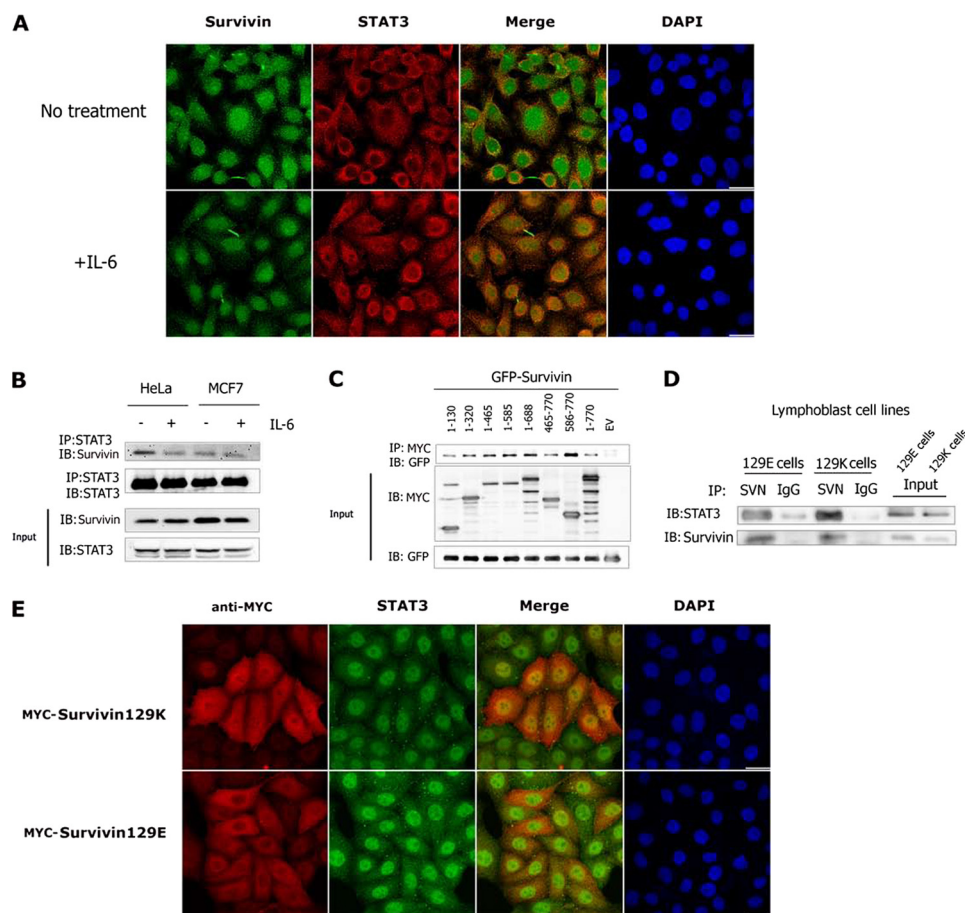 A
Survivin STAT3 Merge DAPI
No treatment
+IL-6
B
HeLa MCF7
- + - + IL-6
IP:STAT3
IB:Survivin
IP:STAT3
IB:STAT3
Input
IB:Survivin
IB:STAT3
C
GFP-Survivin
1-130 1-320 1-465 1-585 1-688 465-770 586-770 1-770 EV
IP: MYC
IB: GFP
Input
IB: MYC
IB: GFP
D
Lymphoblast cell lines
129E cells 129K cells 129E cells 129K cells
IP: SVN IgG SVN IgG Input
IB:STAT3
IB: Survivin
E
anti-MYC STAT3 Merge DAPI
MYC-Survivin129K
MYC-Survivin129E